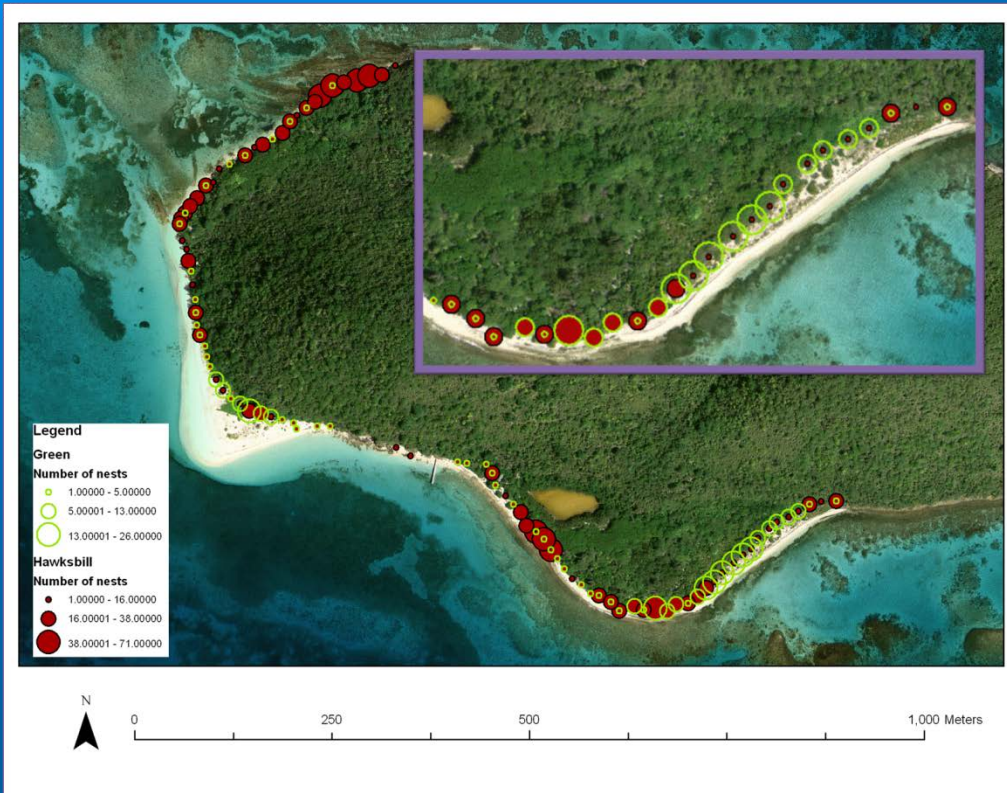 Legend
Green
Number of nests
1.00000 - 5.00000
5.00001 - 13.00000
13.00001 - 26.00000
Hawksbill
Number of nests
1.00000 - 16.00000
16.00001 - 38.00000
38.00001 - 71.00000
N
0 250 500 1,000 Meters